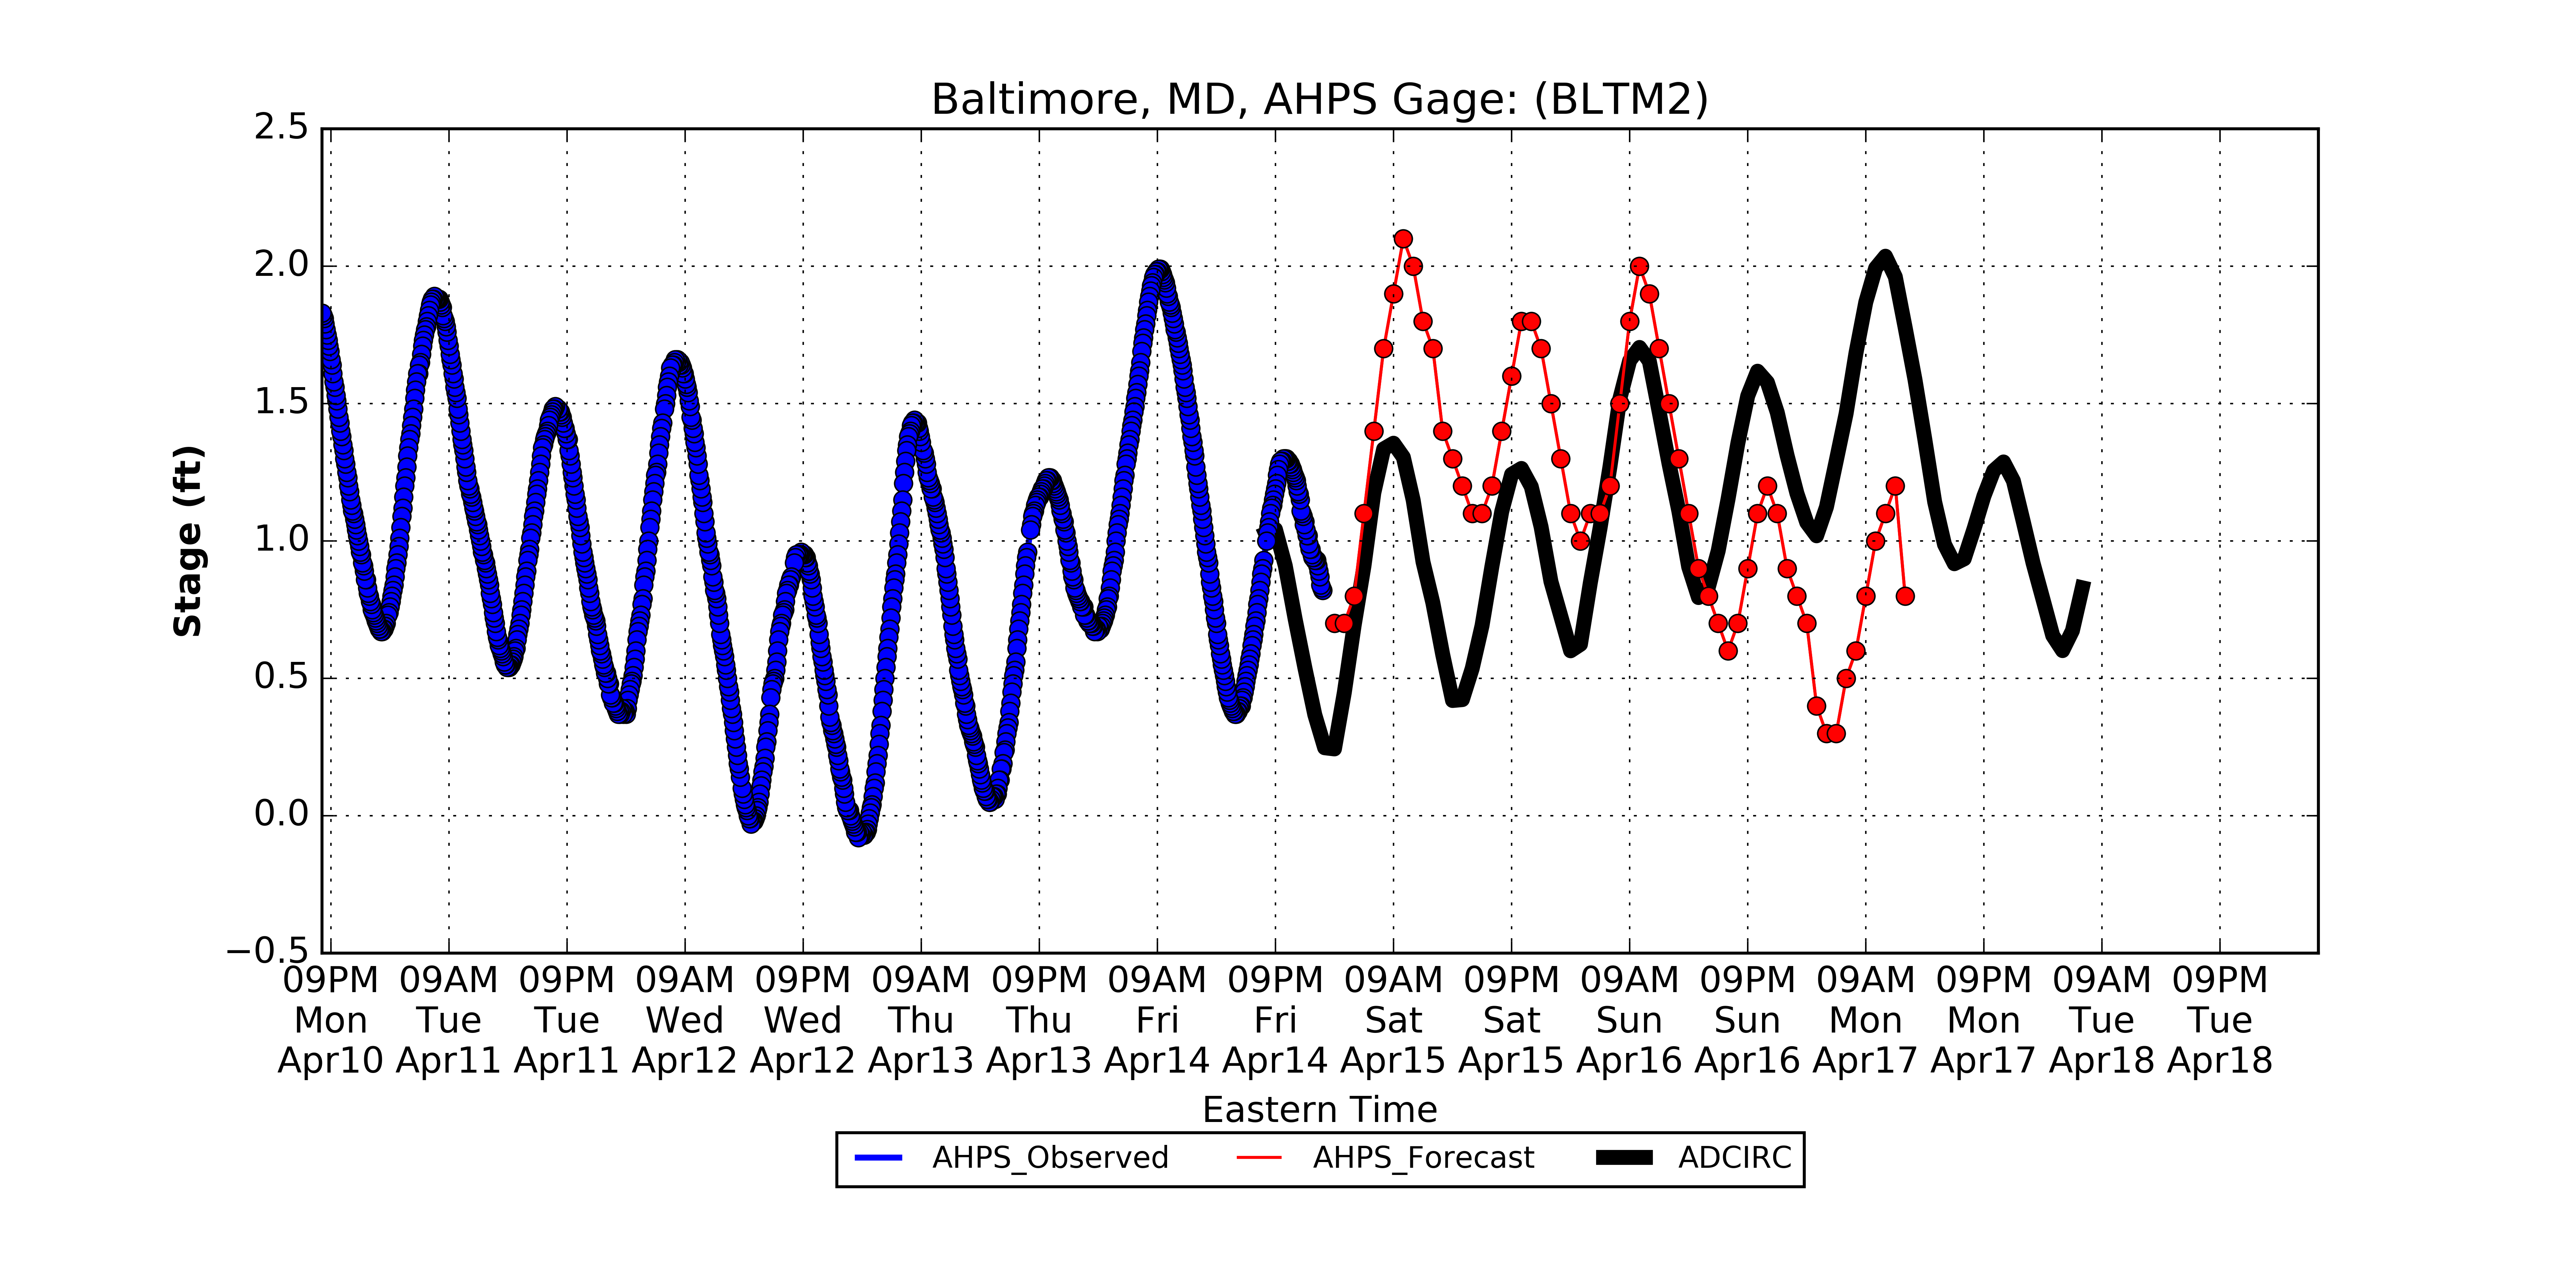 Baltimore, MD, AHPS Gage: (BLTM2)
2.5
2.0
1.5
1.0
0.5
0.0
−0.5
Stage (ft)
09PM 09AM 09PM 09AM 09PM 09AM 09PM 09AM 09PM 09AM 09PM 09AM 09PM 09AM 09PM 09AM 09PM
Mon Tue Tue Wed Wed Thu Thu Fri Fri Sat Sat Sun Sun Mon Mon Tue Tue
Apr10 Apr11 Apr11 Apr12 Apr12 Apr13 Apr13 Apr14 Apr14 Apr15 Apr15 Apr16 Apr16 Apr17 Apr17 Apr18 Apr18
Eastern Time
AHPS_Observed AHPS_Forecast ADCIRC